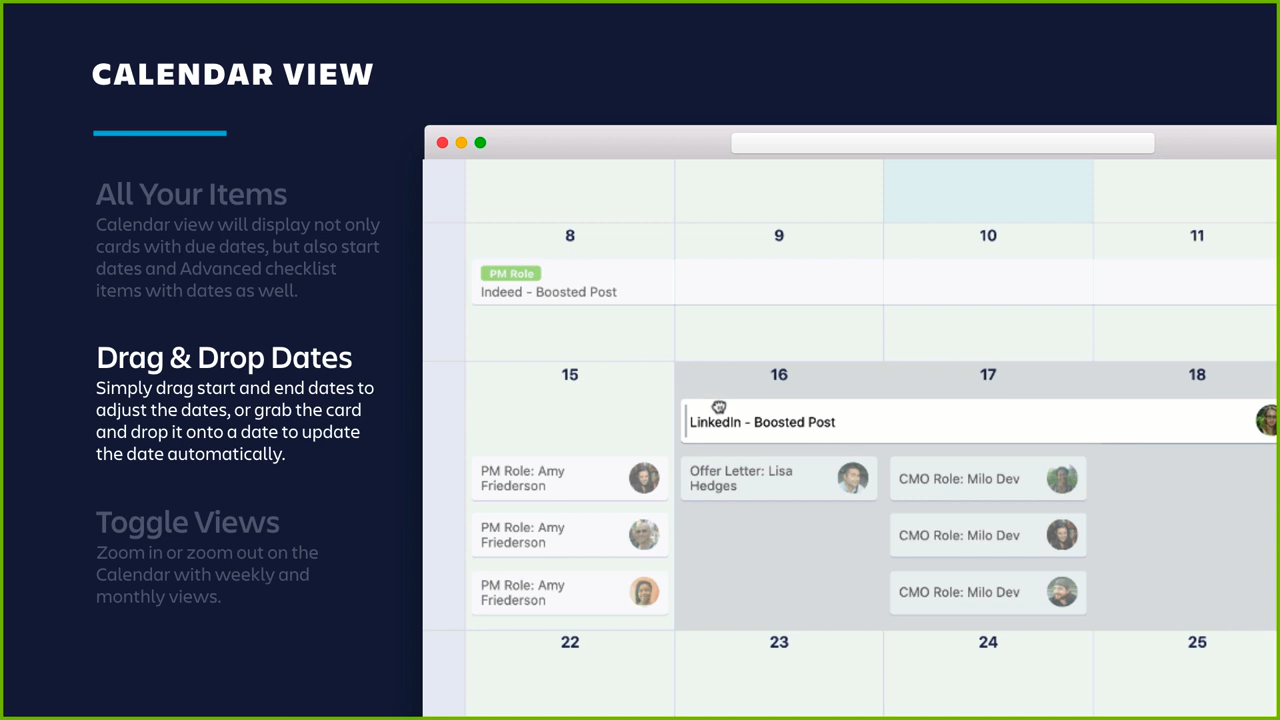 CALENDAR VIEW
All Your Items
Calendar view will display not only
cards with due dates, but also start
dates and Advanced checklist
items with dates as well.
Drag & Drop Dates
Simply drag start and end dates to
adjust the dates, or grab the card
and drop it onto a date to update
the date automatically.
Toggle Views
Zoom in or zoom out on the
Calendar with weekly and
monthly views.
8 9 10 11
PM Role
Indeed - Boosted Post
15 16 17 18
LinkedIn - Boosted Post
PM Role: Amy
Friederson
Offer Letter: Lisa
Hedges
CMO Role: Milo Dev
PM Role: Amy
Friederson
CMO Role: Milo Dev
PM Role: Amy
Friederson
CMO Role: Milo Dev
22 23 24 25